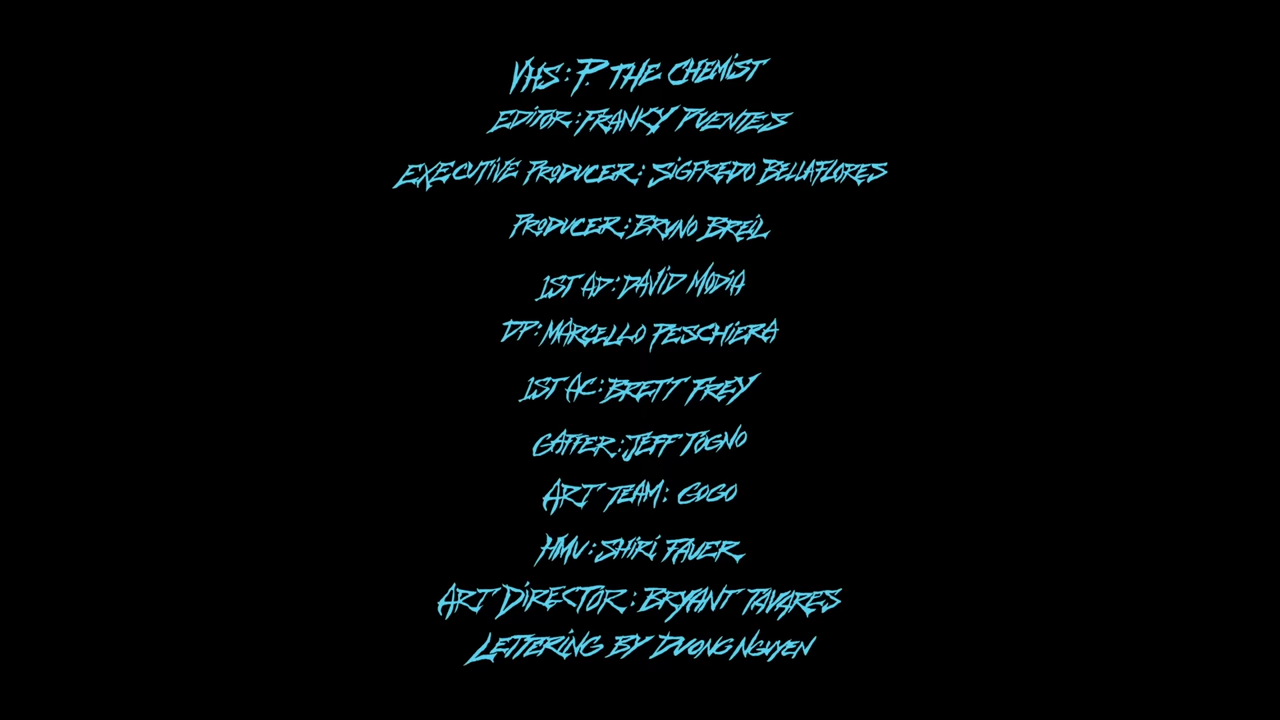 VHS: P. THE CHEMIST
EDITOR: FRANKY PUENTES
EXECUTIVE PRODUCER: SIGFREDO BELLAFLORES
PRODUCER: BRUNO BREIL
1ST AD: DAVID MODIA
DP: MARCELLO PESCHIERA
1ST AC: BRETT FREY
GAFFER: JEFF TOGNO
ART TEAM: GOGO
HMU: SHIRI FAUER
ART DIRECTOR: BRYANT TAVARES
LETTERING BY DUONG NGUYEN